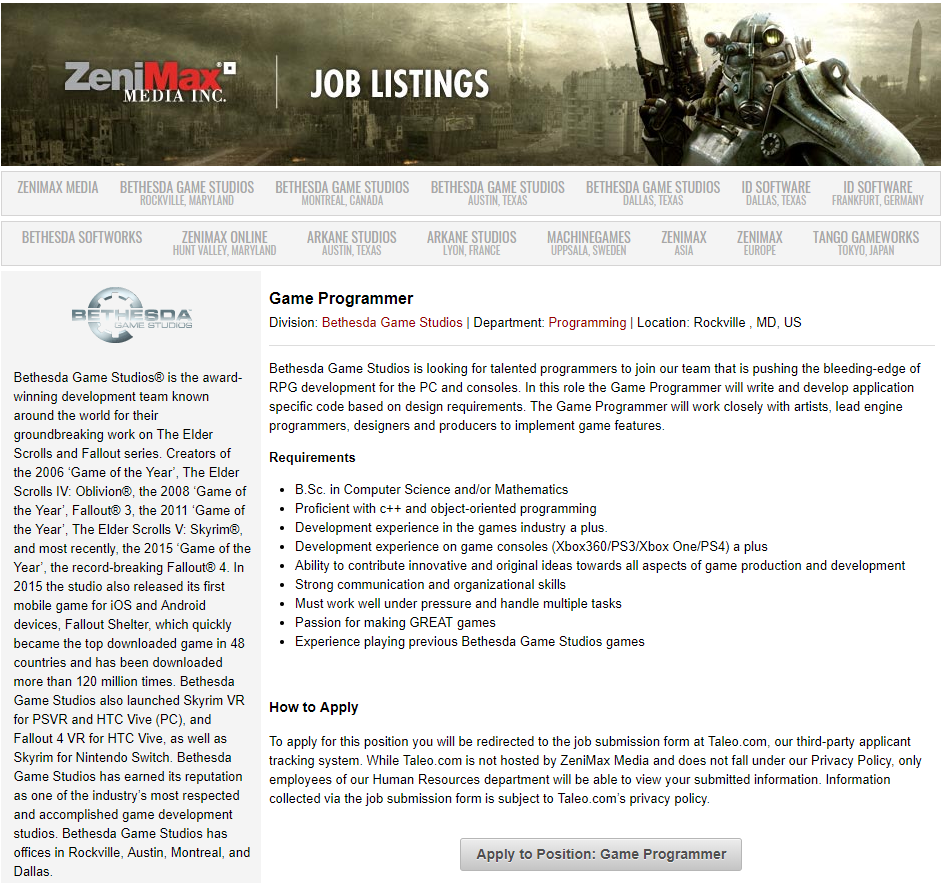 ZeniMax®
MEDIA INC.
JOB LISTINGS
ZENIMAX MEDIA
BETHESDA GAME STUDIOS
ROCKVILLE, MARYLAND
BETHESDA GAME STUDIOS
MONTREAL, CANADA
BETHESDA GAME STUDIOS
AUSTIN, TEXAS
BETHESDA GAME STUDIOS
DALLAS, TEXAS
ID SOFTWARE
DALLAS, TEXAS
ID SOFTWARE
FRANKFURT, GERMANY
BETHESDA SOFTWORKS
ZENIMAX ONLINE
HUNT VALLEY, MARYLAND
ARKANE STUDIOS
AUSTIN, TEXAS
ARKANE STUDIOS
LYON, FRANCE
MACHINEGAMES
UPPSALA, SWEDEN
ZENIMAX
ASIA
ZENIMAX
EUROPE
TANGO GAMEWORKS
TOKYO, JAPAN
BETHESDA
GAME STUDIOS
Bethesda Game Studios® is the award-
winning development team known
around the world for their
groundbreaking work on The Elder
Scrolls and Fallout series. Creators of
the 2006 ‘Game of the Year’, The Elder
Scrolls IV: Oblivion®, the 2008 ‘Game of
the Year’, Fallout® 3, the 2011 ‘Game of
the Year’, The Elder Scrolls V: Skyrim®,
and most recently, the 2015 ‘Game of the
Year’, the record-breaking Fallout® 4. In
2015 the studio also released its first
mobile game for iOS and Android
devices, Fallout Shelter, which quickly
became the top downloaded game in 48
countries and has been downloaded
more than 120 million times. Bethesda
Game Studios also launched Skyrim VR
for PSVR and HTC Vive (PC), and
Fallout 4 VR for HTC Vive, as well as
Skyrim for Nintendo Switch. Bethesda
Game Studios has earned its reputation
as one of the industry’s most respected
and accomplished game development
studios. Bethesda Game Studios has
offices in Rockville, Austin, Montreal, and
Dallas.
Game Programmer
Division: Bethesda Game Studios | Department: Programming | Location: Rockville , MD, US
Bethesda Game Studios is looking for talented programmers to join our team that is pushing the bleeding-edge of
RPG development for the PC and consoles. In this role the Game Programmer will write and develop application
specific code based on design requirements. The Game Programmer will work closely with artists, lead engine
programmers, designers and producers to implement game features.
Requirements
• B.Sc. in Computer Science and/or Mathematics
• Proficient with c++ and object-oriented programming
• Development experience in the games industry a plus.
• Development experience on game consoles (Xbox360/PS3/Xbox One/PS4) a plus
• Ability to contribute innovative and original ideas towards all aspects of game production and development
• Strong communication and organizational skills
• Must work well under pressure and handle multiple tasks
• Passion for making GREAT games
• Experience playing previous Bethesda Game Studios games
How to Apply
To apply for this position you will be redirected to the job submission form at Taleo.com, our third-party applicant
tracking system. While Taleo.com is not hosted by ZeniMax Media and does not fall under our Privacy Policy, only
employees of our Human Resources department will be able to view your submitted information. Information
collected via the job submission form is subject to Taleo.com’s privacy policy.
Apply to Position: Game Programmer